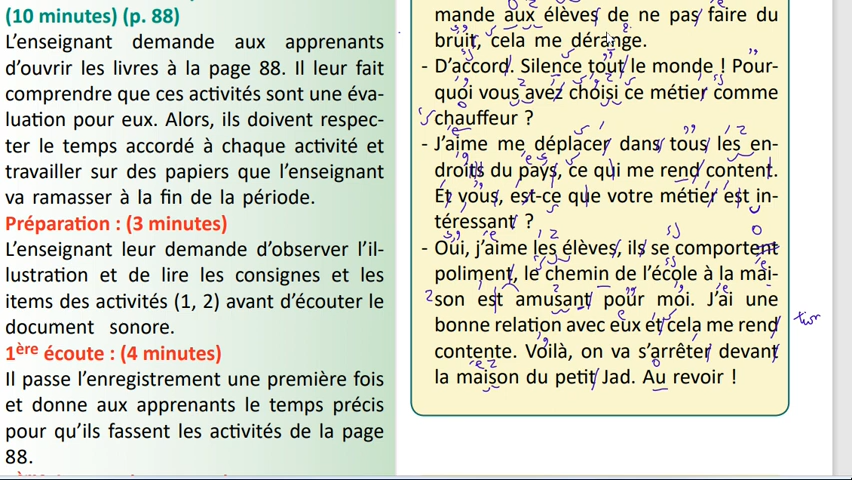 (10 minutes) (p. 88)
L'enseignant demande aux apprenants
d'ouvrir les livres à la page 88. Il leur fait
comprendre que ces activités sont une éva-
luation pour eux. Alors, ils doivent respec-
ter le temps accordé à chaque activité et
travailler sur des papiers que l'enseignant
va ramasser à la fin de la période.
Préparation : (3 minutes)
L'enseignant leur demande d'observer l'il-
lustration et de lire les consignes et les
items des activités (1, 2) avant d'écouter le
document sonore.
1ère écoute : (4 minutes)
Il passe l'enregistrement une première fois
et donne aux apprenants le temps précis
pour qu'ils fassent les activités de la page
88.
mande aux élèves de ne pas faire du
bruit, cela me dérange.
- D'accord. Silence tout le monde ! Pour-
quoi vous avez choisi ce métier comme
chauffeur ?
- J'aime me déplacer dans tous les en-
droits du pays, ce qui me rend content.
Et vous, est-ce que votre métier est in-
téressant ?
- Oui, j'aime les élèves, ils se comportent
poliment, le chemin de l'école à la mai-
son est amusant pour moi. J'ai une
bonne relation avec eux et cela me rend
contente. Voilà, on va s'arrêter devant
la maison du petit Jad. Au revoir !